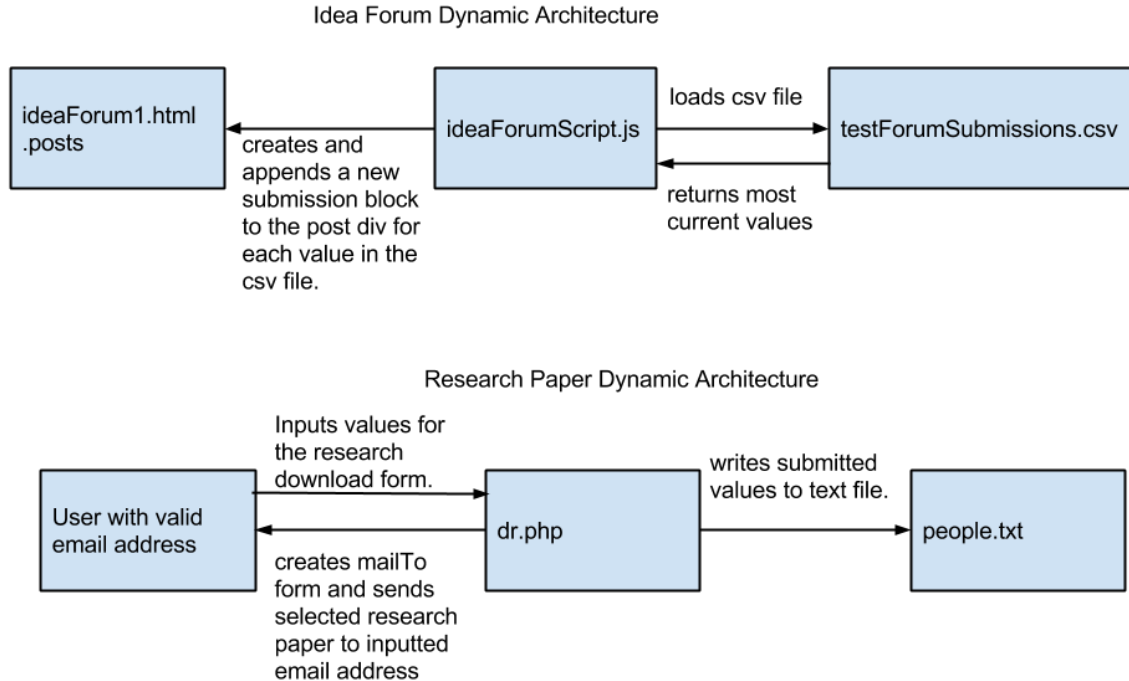 Idea Forum Dynamic Architecture
ideaForum1.html
.posts
creates and
appends a new
submission block
to the post div for
each value in the
csv file.
ideaForumScript.js
loads csv file
returns most
current values
testForumSubmissions.csv
Research Paper Dynamic Architecture
User with valid
email address
Inputs values for
the research
download form.
creates mailTo
form and sends
selected research
paper to inputted
email address
dr.php
writes submitted
values to text file.
people.txt